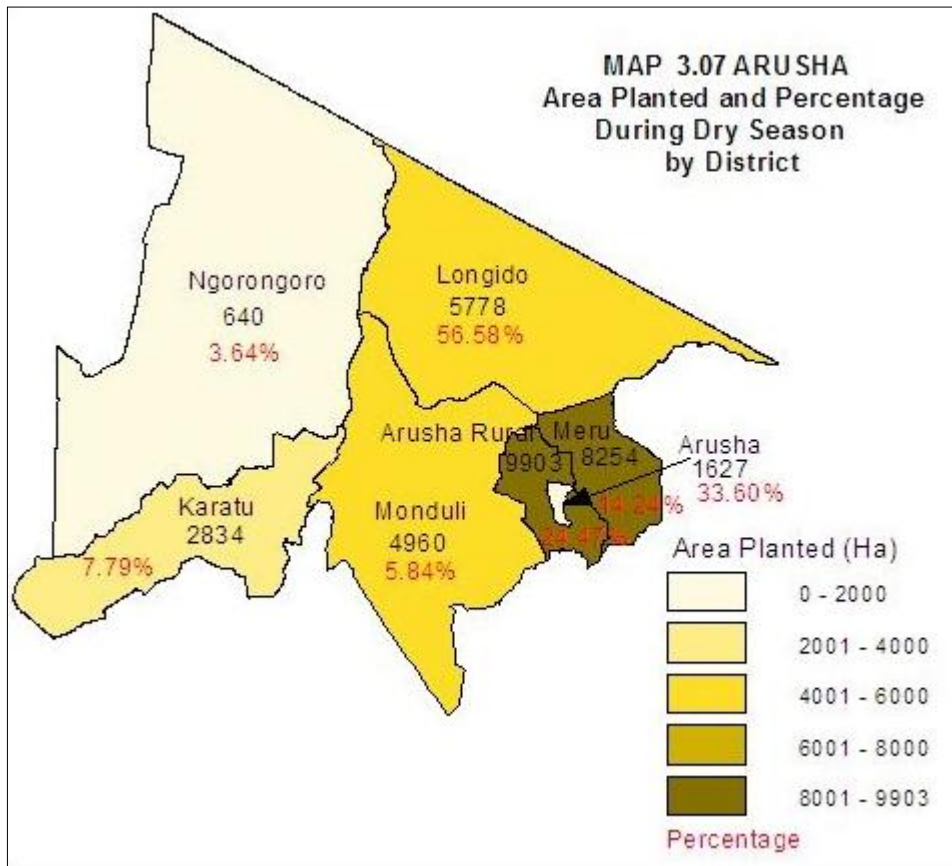 MAP 3.07 ARUSHA
Area Planted and Percentage
During Dry Season
by District
Ngorongoro
640
3.64%
Longido
5778
56.58%
Arusha Rural
9903
Meru
8254
14.24%
Arusha
1627
33.60%
Karatu
2834
7.79%
Monduli
4960
5.84%
Area Planted (Ha)
0 - 2000
2001 - 4000
4001 - 6000
6001 - 8000
8001 - 9903
Percentage